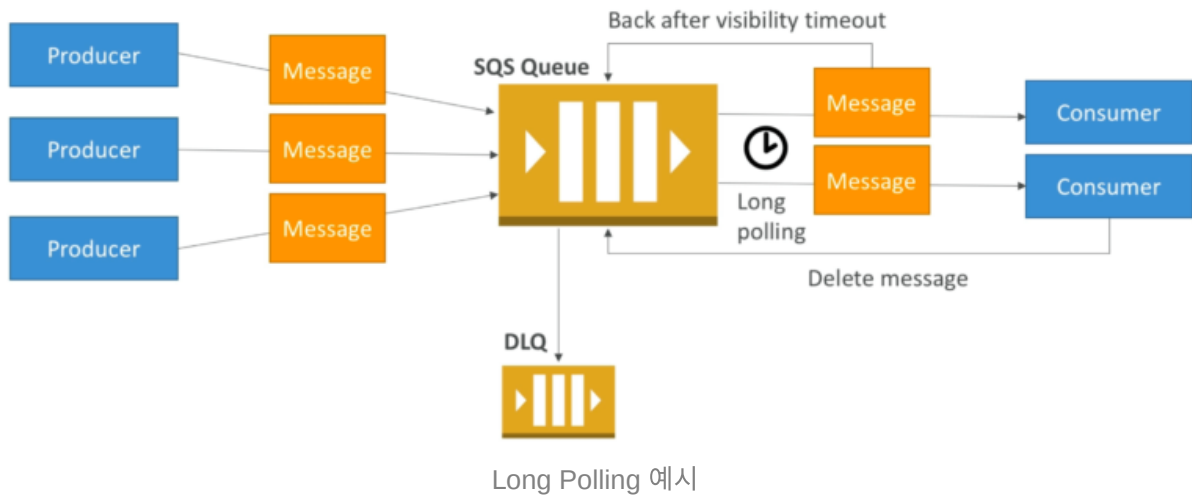 Back after visibility timeout
Producer
Message
SQS Queue
Message
Consumer
Producer
Message
Message
Consumer
Long
polling
Producer
Message
Delete message
DLQ
Long Polling 예시